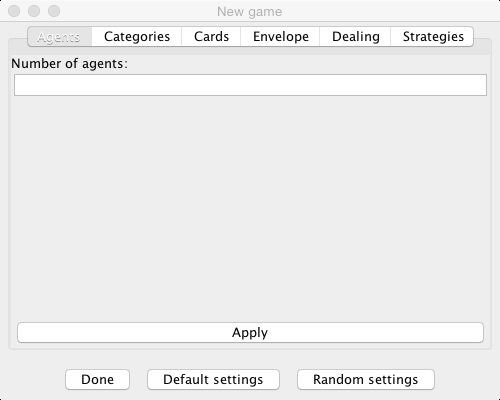 New game
Agents Categories Cards Envelope Dealing Strategies
Number of agents:
Apply
Done Default settings Random settings